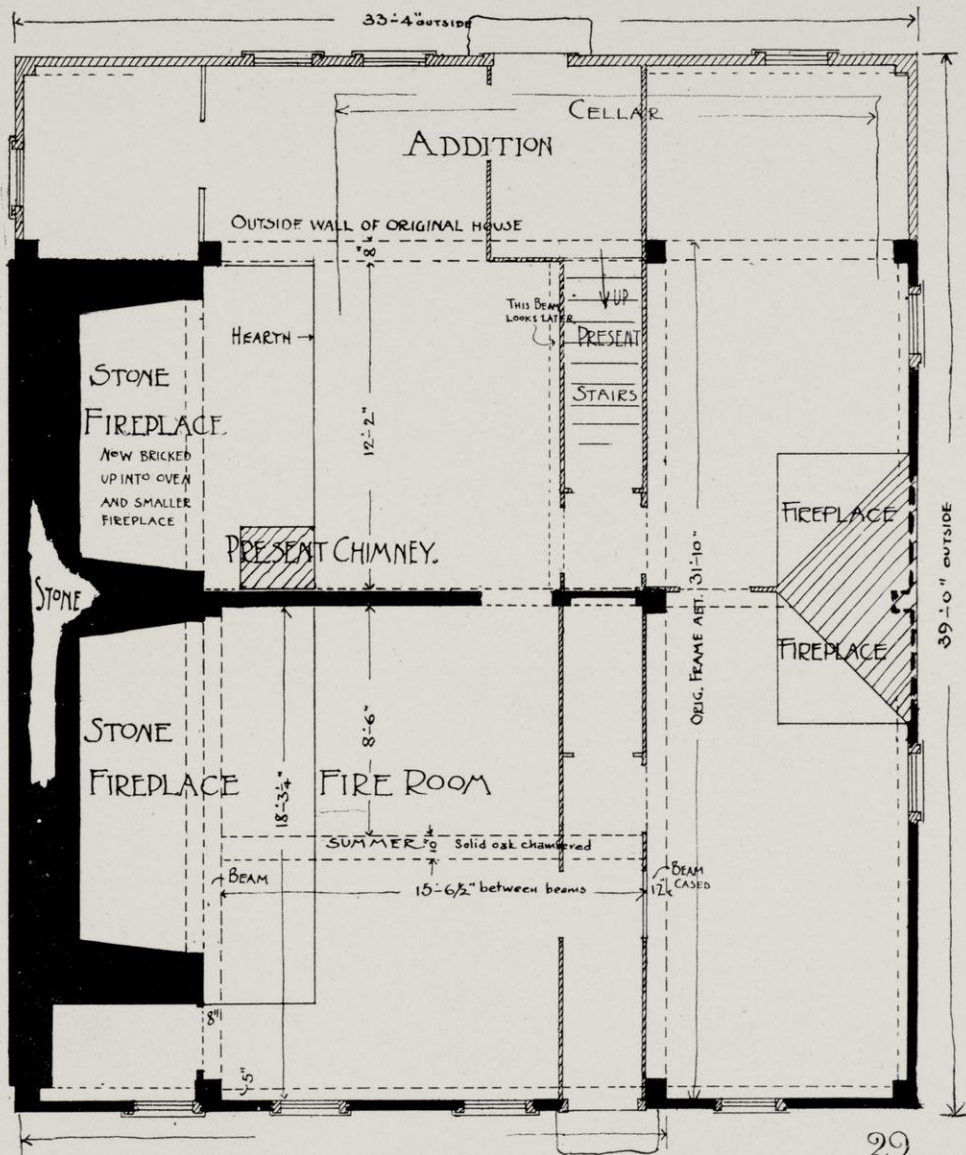 33'-4" OUTSIDE
CELLAR
ADDITION
OUTSIDE WALL OF ORIGINAL HOUSE
8"
THIS BEAM
LOOKS LATER
UP
PRESENT
STAIRS
HEARTH
STONE
FIREPLACE
NOW BRICKED
UP INTO OVEN
AND SMALLER
FIREPLACE
12'-2"
PRESENT CHIMNEY.
STONE
FIREPLACE
FIREPLACE
ORIG. FRAME ABT. 31'-10"
39'-0" OUTSIDE
STONE
FIREPLACE
FIRE ROOM
8'-6"
18'-3¼"
SUMMER 10" Solid oak chamfered
BEAM
15'-6½" between beams
12"
BEAM
CASED
8"
5"
29